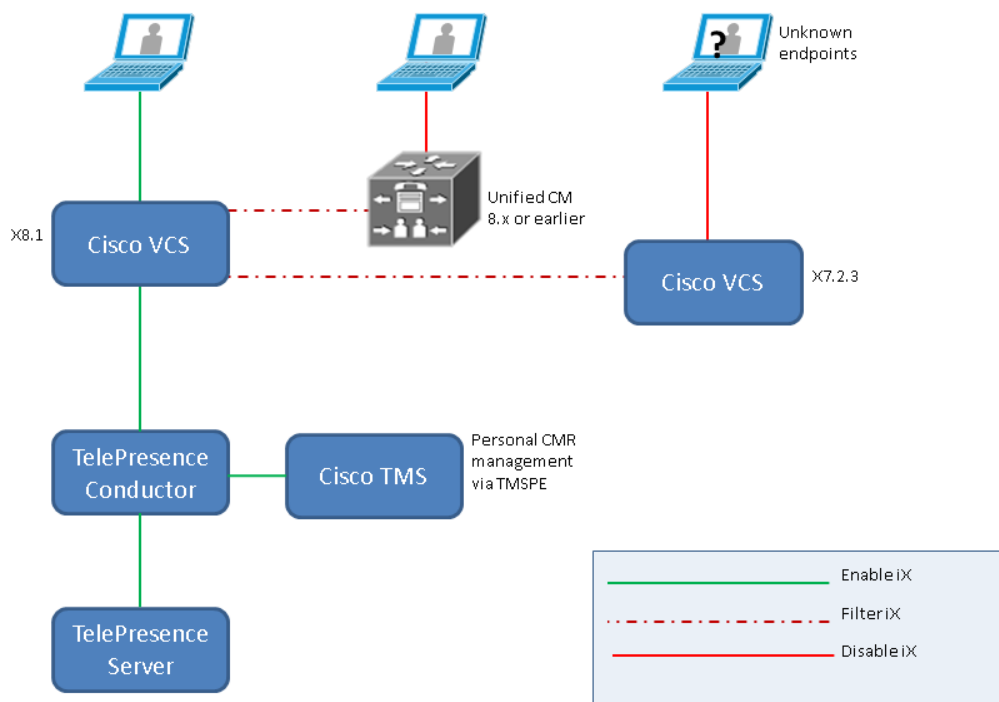 Unknown
endpoints
?
Unified CM
8.x or earlier
X8.1
Cisco VCS
Cisco VCS
X7.2.3
TelePresence
Conductor
Cisco TMS
Personal CMR
management
via TMSPE
TelePresence
Server
Enable iX
Filter iX
Disable iX